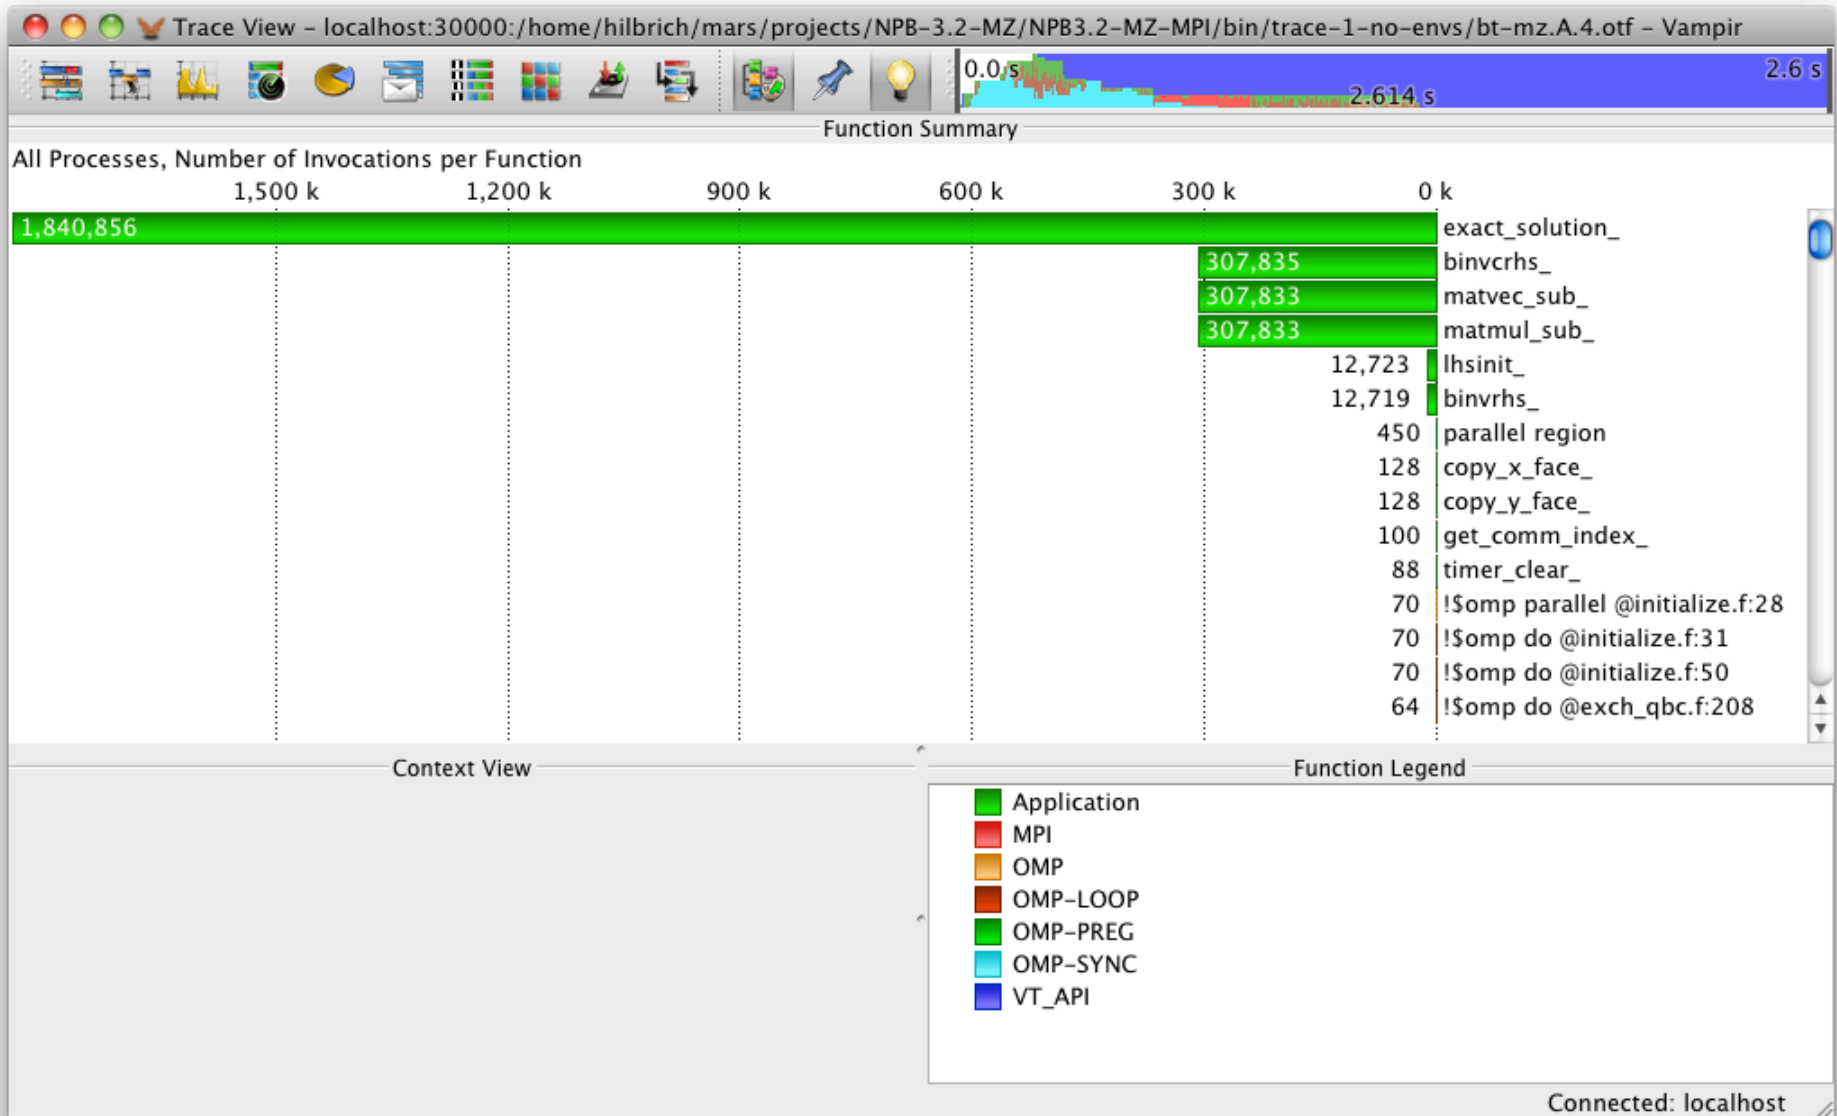 Trace View - localhost:30000:/home/hilbrich/mars/projects/NPB-3.2-MZ/NPB3.2-MZ-MPI/bin/trace-1-no-envs/bt-mz.A.4.otf - Vampir
0.0 s 2.6 s
2.614 s
Function Summary
All Processes, Number of Invocations per Function
1,500 k 1,200 k 900 k 600 k 300 k 0 k
1,840,856 exact_solution_
307,835 binvcrhs_
307,833 matvec_sub_
307,833 matmul_sub_
12,723 lhsinit_
12,719 binvrhs_
450 parallel region
128 copy_x_face_
128 copy_y_face_
100 get_comm_index_
88 timer_clear_
70 !$omp parallel @initialize.f:28
70 !$omp do @initialize.f:31
70 !$omp do @initialize.f:50
64 !$omp do @exch_qbc.f:208
Context View
Function Legend
Application
MPI
OMP
OMP-LOOP
OMP-PREG
OMP-SYNC
VT_API
Connected: localhost